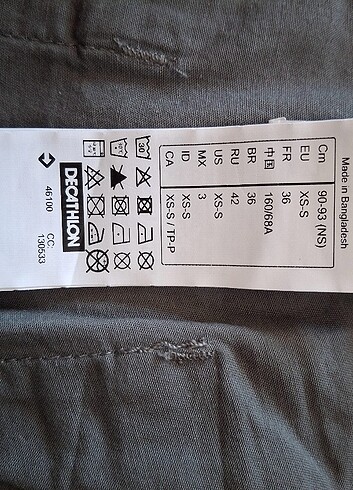 Made in Bangladesh
Cm 90-93 (NS)
EU XS-S
FR 36
中国 160/68A
BR 36
RU 42
US XS-S
MX 3
ID XS-S
CA XS-S /TP-P
30
DECATHLON
46100 CC:
130533